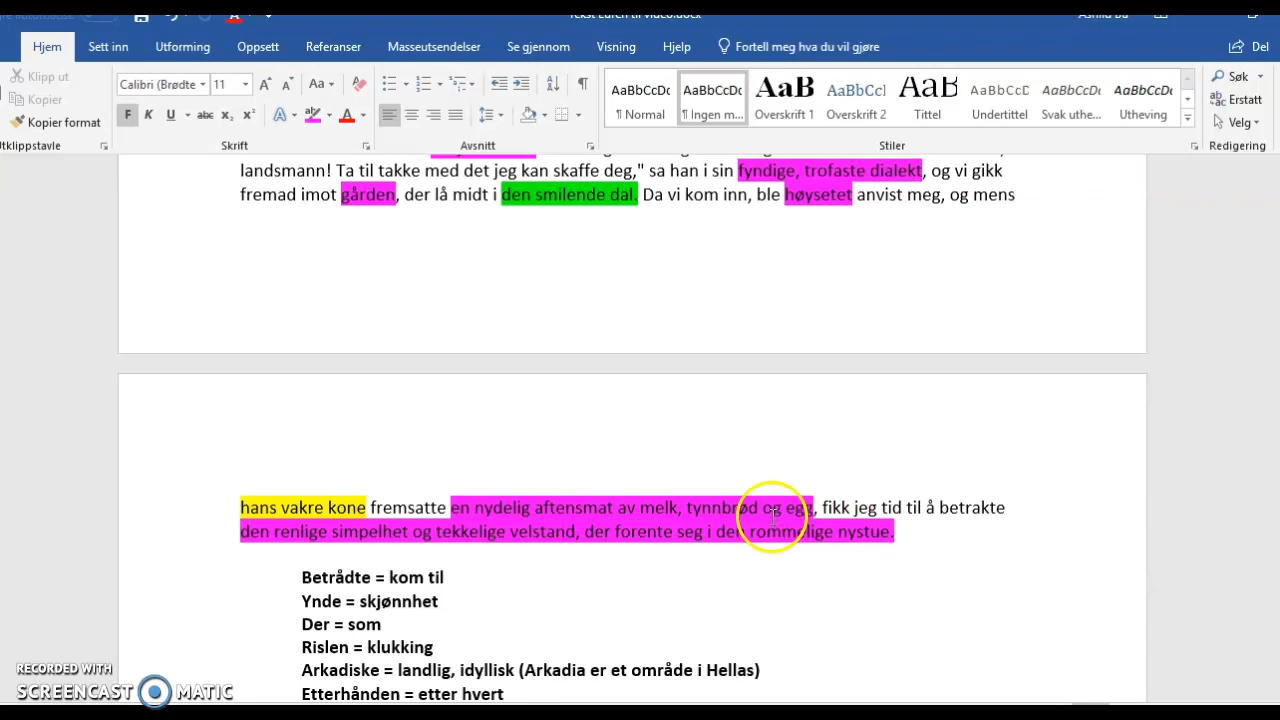 Tekst Luren til video.docx
Hjem Sett inn Utforming Oppsett Referanser Masseutsendelser Se gjennom Visning Hjelp Fortell meg hva du vil gjøre Del
Klipp ut
Kopier
Kopier format
Utklippstavle
Calibri (Brødte 11
Aa
F K U abc x₂ x²
Skrift
Avsnitt
AaBbCcDc AaBbCcDc AaB AaBbCcI AaB AaBbCcD AaBbCcDc AaBbCcDc
¶ Normal ¶ Ingen m... Overskrift 1 Overskrift 2 Tittel Undertittel Svak uthe... Utheving
Stiler
Søk
Erstatt
Velg
Redigering
landsmann! Ta til takke med det jeg kan skaffe deg," sa han i sin fyndige, trofaste dialekt, og vi gikk
fremad imot gården, der lå midt i den smilende dal. Da vi kom inn, ble høysetet anvist meg, og mens
hans vakre kone fremsatte en nydelig aftensmat av melk, tynnbrød og egg, fikk jeg tid til å betrakte
den renlige simpelhet og tekkelige velstand, der forente seg i den rommelige nystue.
Betrådte = kom til
Ynde = skjønnhet
Der = som
Rislen = klukking
Arkadiske = landlig, idyllisk (Arkadia er et område i Hellas)
Etterhånden = etter hvert
RECORDED WITH
SCREENCAST MATIC